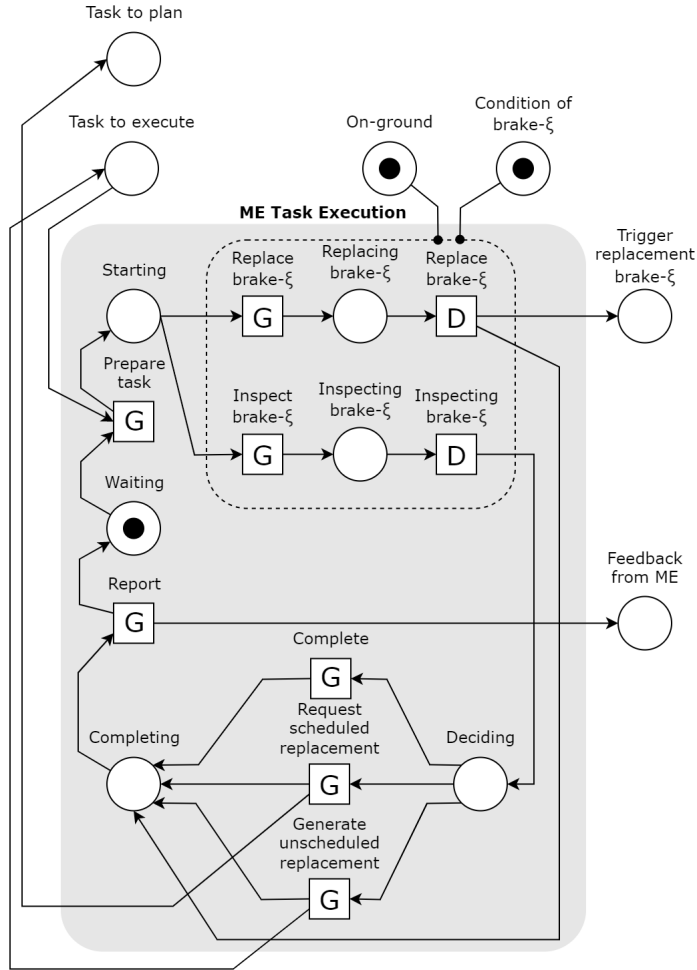 Task to plan
Task to execute
On-ground
Condition of
brake-ξ
ME Task Execution
Trigger
replacement
brake-ξ
Starting
Replace
brake-ξ
Replacing
brake-ξ
Replace
brake-ξ
G
D
Prepare
task
G
Inspect
brake-ξ
Inspecting
brake-ξ
Inspecting
brake-ξ
G
D
Waiting
Report
G
Feedback
from ME
Complete
G
Request
scheduled
replacement
Completing
Deciding
G
Generate
unscheduled
replacement
G